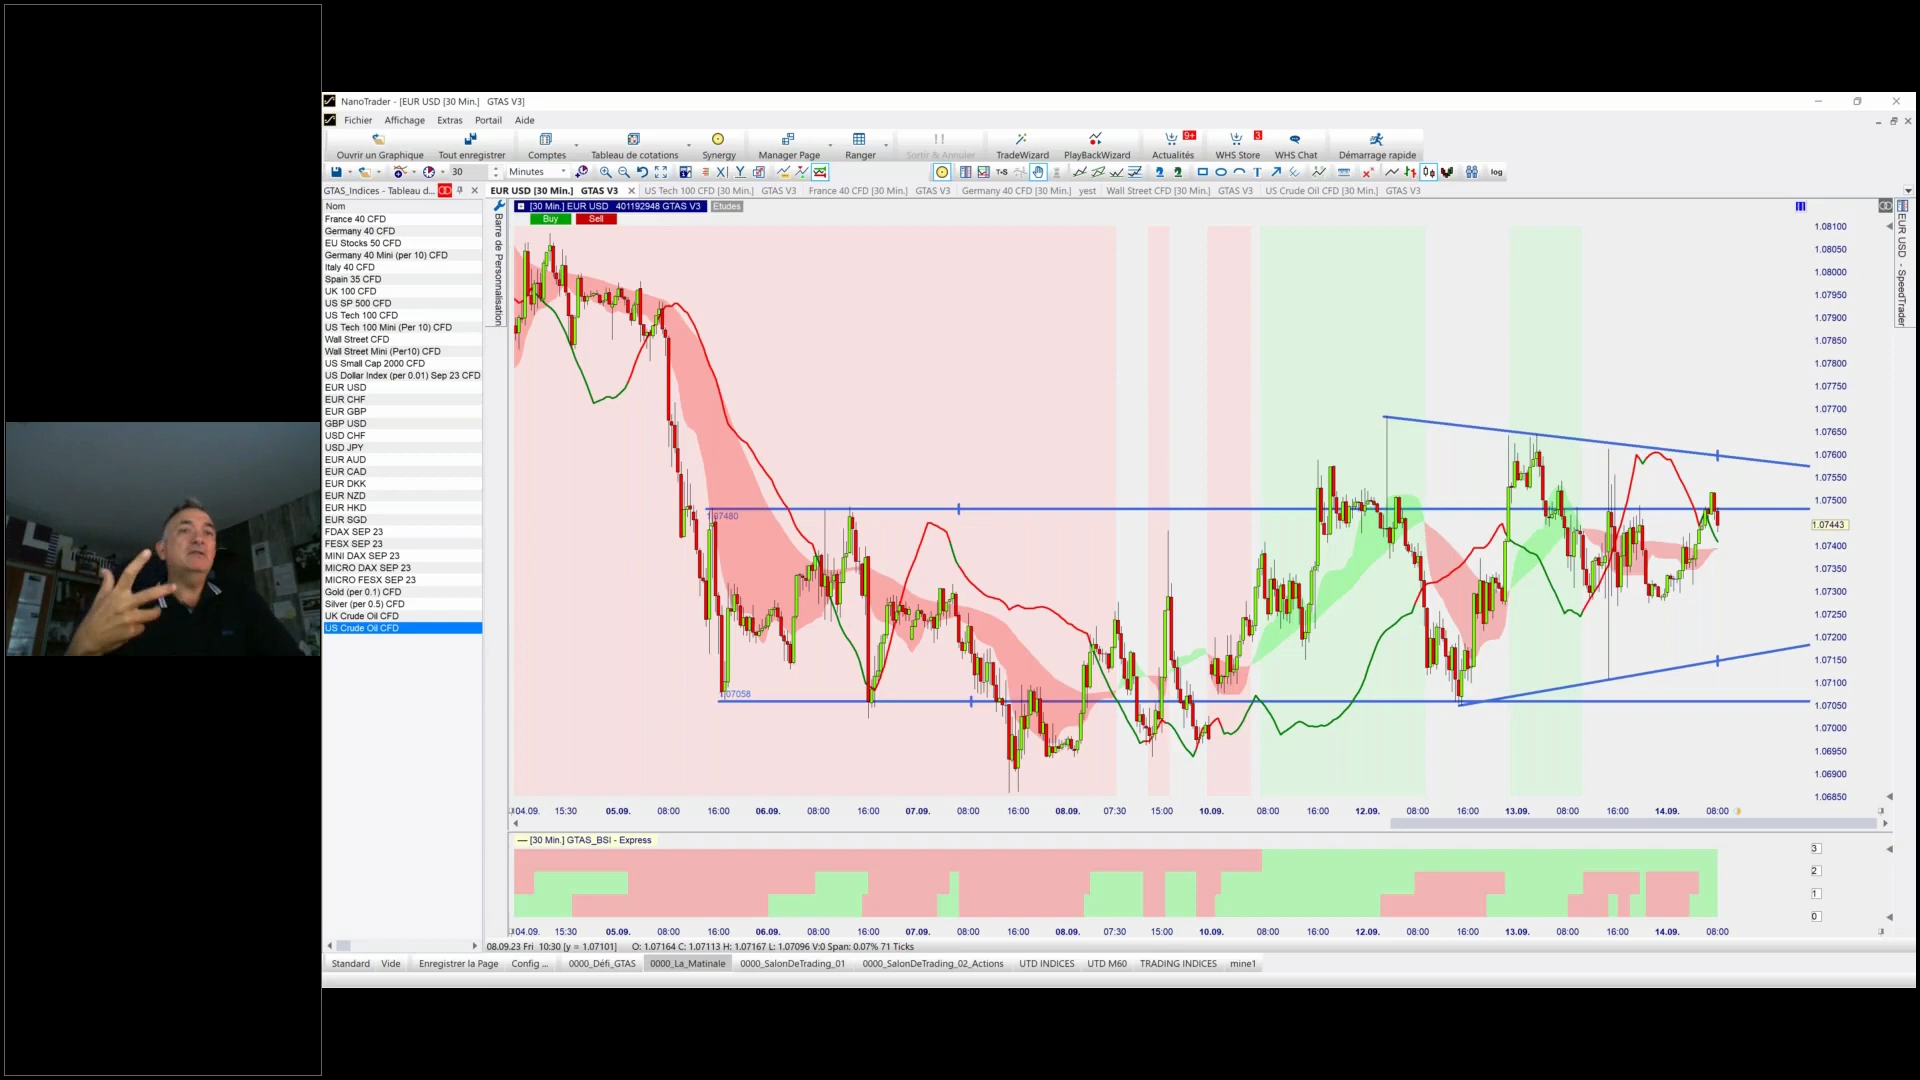 NanoTrader - [EUR USD [30 Min.]   GTAS V3]
Fichier Affichage Extras Portail Aide
Ouvrir un Graphique Tout enregistrer Comptes Tableau de cotations Synergy Manager Page Ranger Sortir & Annuler TradeWizard PlayBackWizard 9+ Actualités 3 WHS Store WHS Chat Démarrage rapide
30 Minutes T-S log
GTAS_Indices - Tableau d...
EUR USD [30 Min.] GTAS V3 US Tech 100 CFD [30 Min.] GTAS V3 France 40 CFD [30 Min.] GTAS V3 Germany 40 CFD [30 Min.] yest Wall Street CFD [30 Min.] GTAS V3 US Crude Oil CFD [30 Min.] GTAS V3
Nom
France 40 CFD
Germany 40 CFD
EU Stocks 50 CFD
Germany 40 Mini (per 10) CFD
Italy 40 CFD
Spain 35 CFD
UK 100 CFD
US SP 500 CFD
US Tech 100 CFD
US Tech 100 Mini (Per 10) CFD
Wall Street CFD
Wall Street Mini (Per10) CFD
US Small Cap 2000 CFD
US Dollar Index (per 0.01) Sep 23 CFD
EUR USD
EUR CHF
EUR GBP
GBP USD
USD CHF
USD JPY
EUR AUD
EUR CAD
EUR DKK
EUR NZD
EUR HKD
EUR SGD
FDAX SEP 23
FESX SEP 23
MINI DAX SEP 23
MICRO DAX SEP 23
MICRO FESX SEP 23
Gold (per 0.1) CFD
Silver (per 0.5) CFD
UK Crude Oil CFD
US Crude Oil CFD
Barre de Personnalisation
[30 Min.] EUR USD 401192948 GTAS V3 Etudes
Buy Sell
1.07480
1.07058
1.08100
1.08050
1.08000
1.07950
1.07900
1.07850
1.07800
1.07750
1.07700
1.07650
1.07600
1.07550
1.07500
1.07443
1.07400
1.07350
1.07300
1.07250
1.07200
1.07150
1.07100
1.07050
1.07000
1.06950
1.06900
1.06850
EUR USD - SpeedTrader
04.09. 15:30 05.09. 08:00 16:00 06.09. 08:00 16:00 07.09. 08:00 16:00 08.09. 07:30 15:00 10.09. 08:00 16:00 12.09. 08:00 16:00 13.09. 08:00 16:00 14.09. 08:00
[30 Min.] GTAS_BSI - Express
3
2
1
0
04.09. 15:30 05.09. 08:00 16:00 06.09. 08:00 16:00 07.09. 08:00 16:00 08.09. 07:30 15:00 10.09. 08:00 16:00 12.09. 08:00 16:00 13.09. 08:00 16:00 14.09. 08:00
08.09.23 Fri 10:30 [y = 1.07101] O: 1.07164 C: 1.07113 H: 1.07167 L: 1.07096 V:0 Span: 0.07% 71 Ticks
Standard Vide Enregistrer la Page Config ... 0000_Défi_GTAS 0000_La_Matinale 0000_SalonDeTrading_01 0000_SalonDeTrading_02_Actions UTD INDICES UTD M60 TRADING INDICES mine1